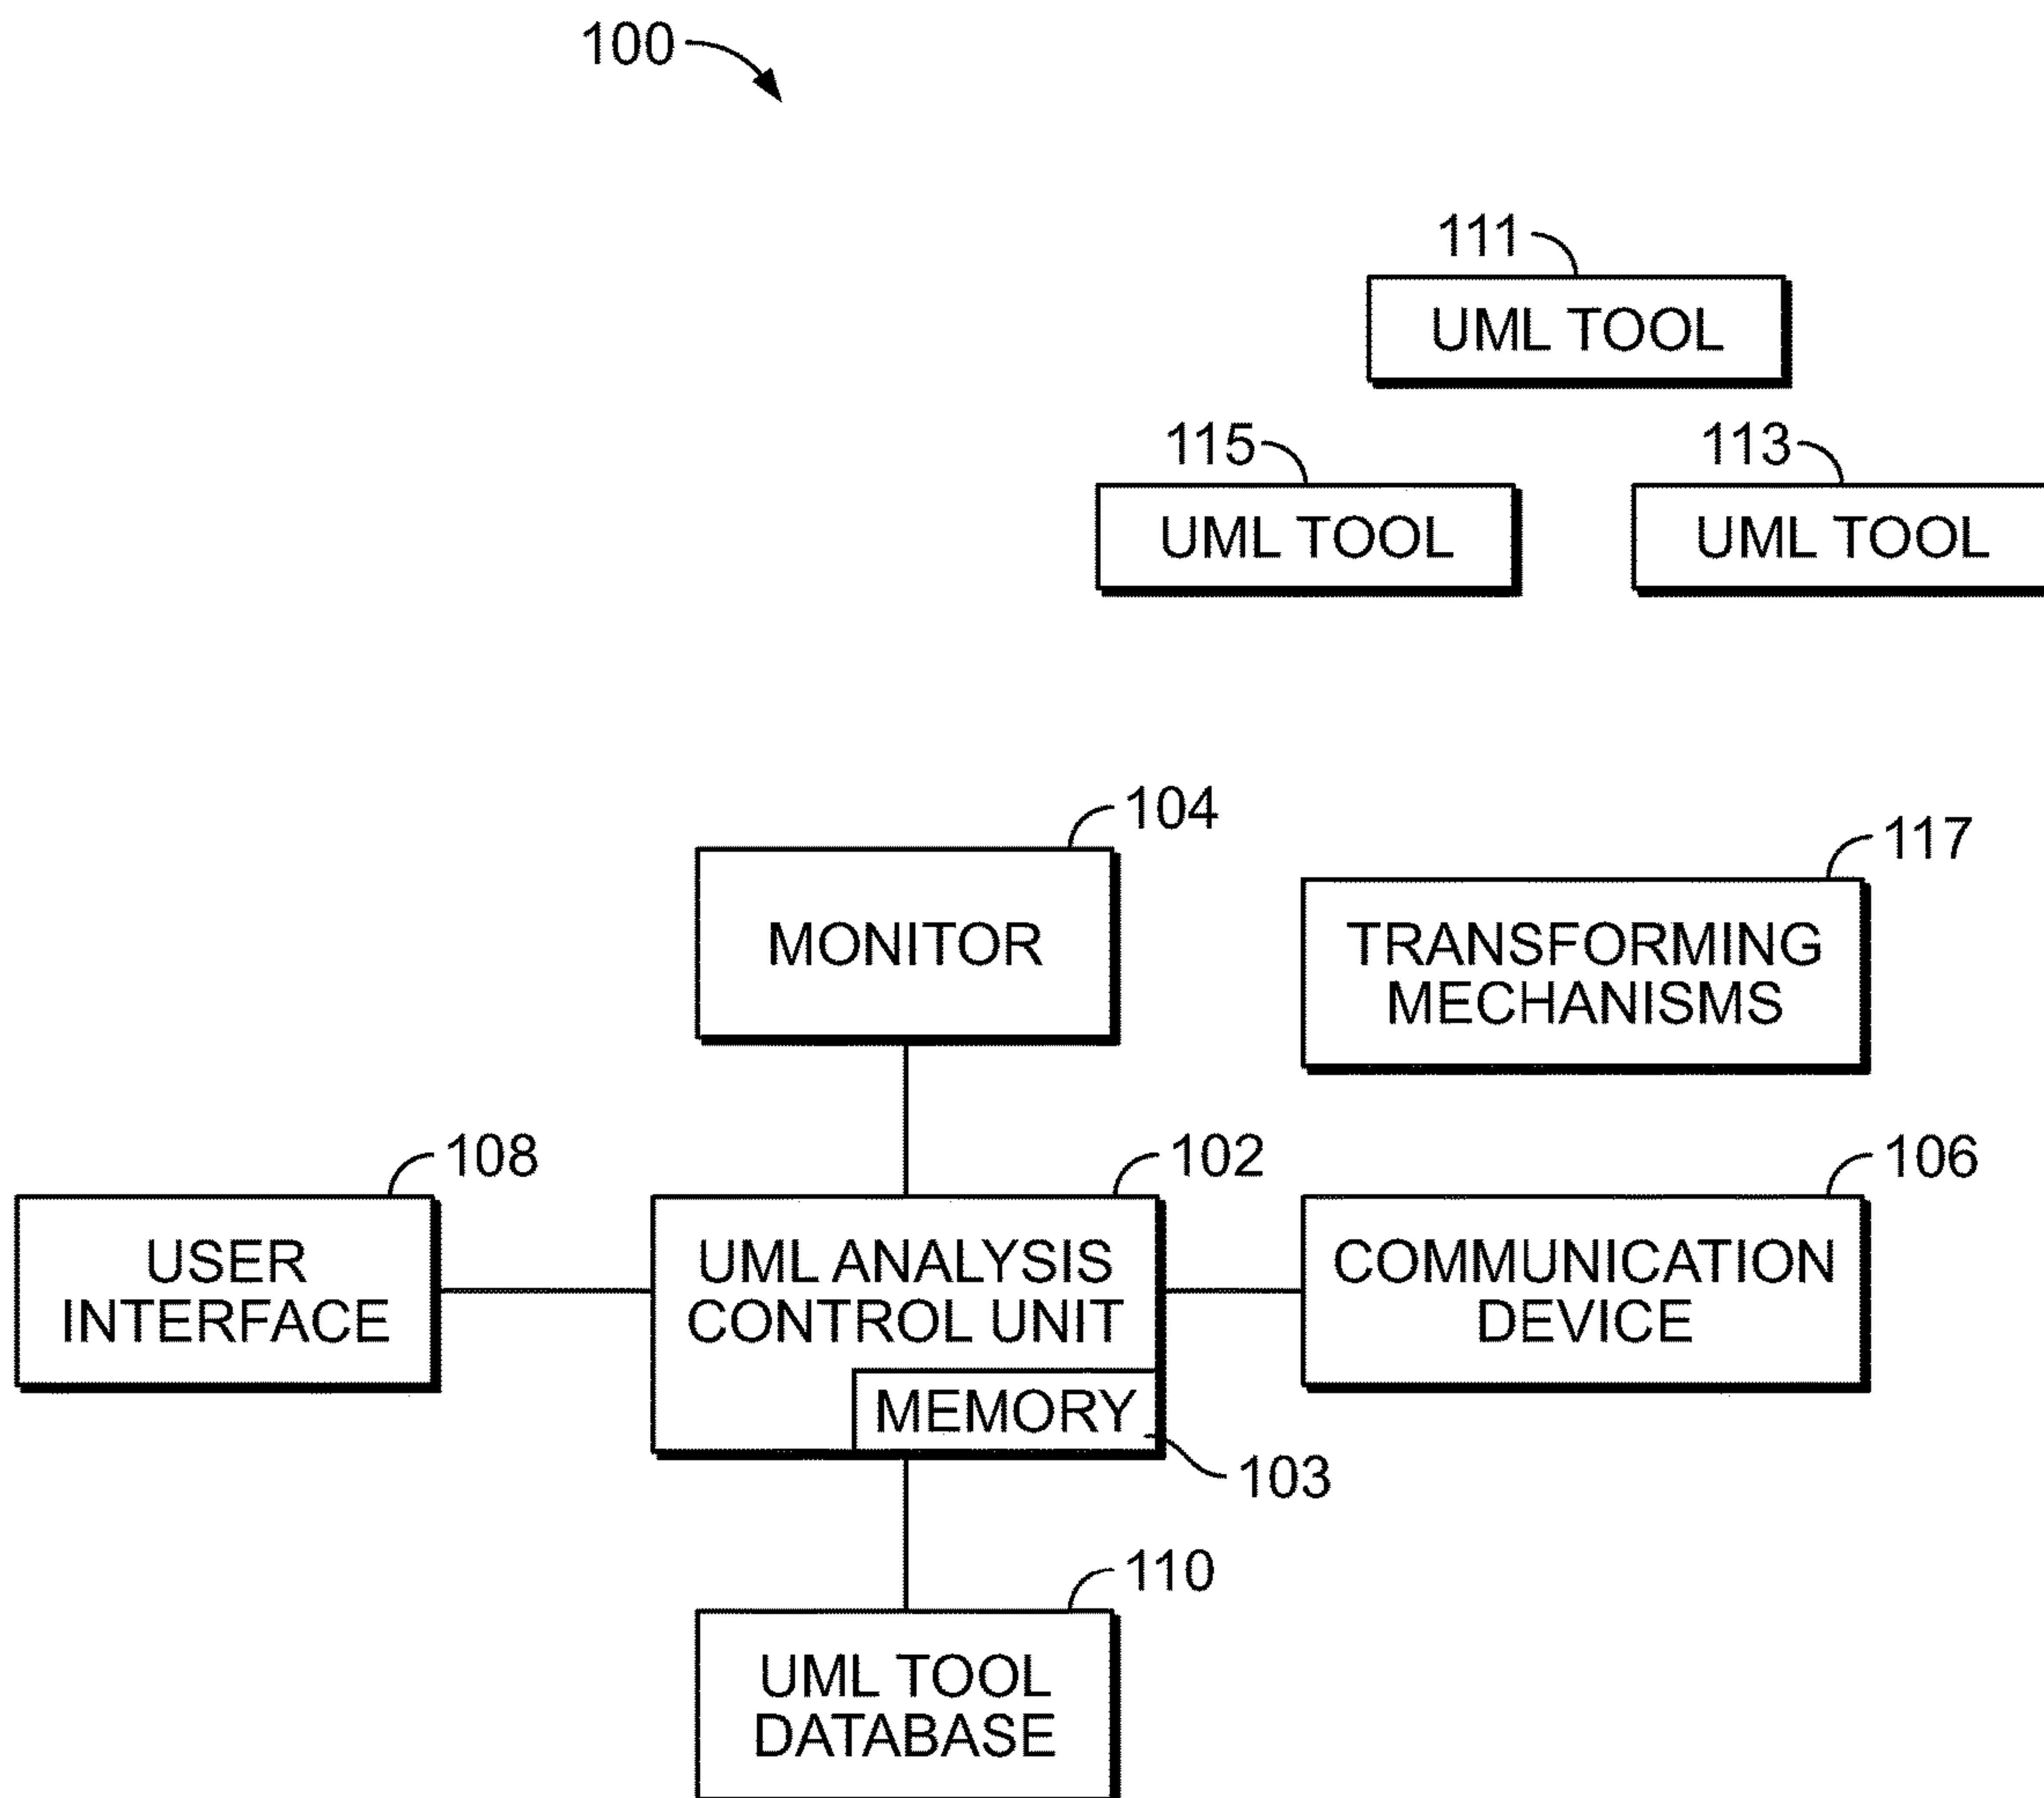 100
111
UML TOOL
115
113
UML TOOL
UML TOOL
104
117
MONITOR
TRANSFORMING
MECHANISMS
108
102
106
USER
INTERFACE
UML ANALYSIS
CONTROL UNIT
COMMUNICATION
DEVICE
MEMORY
103
110
UML TOOL
DATABASE